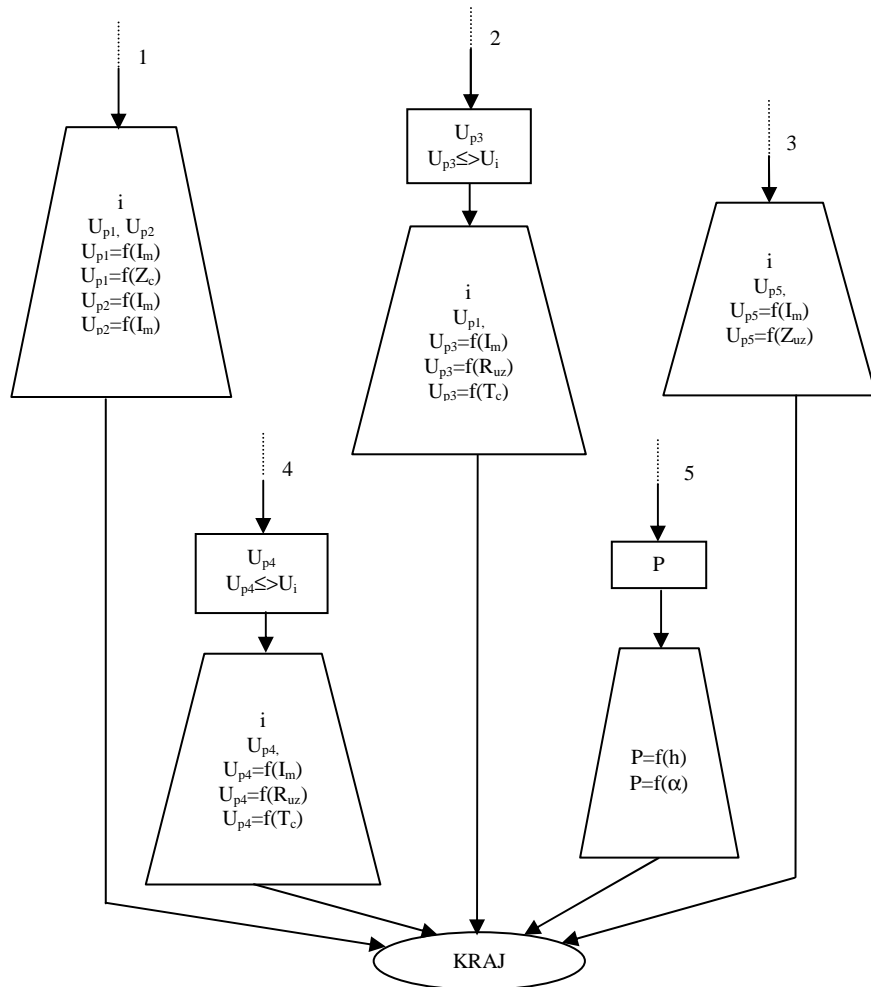 1
i
U_p1, U_p2
U_p1=f(I_m)
U_p1=f(Z_c)
U_p2=f(I_m)
U_p2=f(I_m)
2
U_p3
U_p3≤>U_i
i
U_p1,
U_p3=f(I_m)
U_p3=f(R_uz)
U_p3=f(T_c)
3
i
U_p5,
U_p5=f(I_m)
U_p5=f(Z_uz)
4
U_p4
U_p4≤>U_i
i
U_p4,
U_p4=f(I_m)
U_p4=f(R_uz)
U_p4=f(T_c)
5
P
P=f(h)
P=f(α)
KRAJ